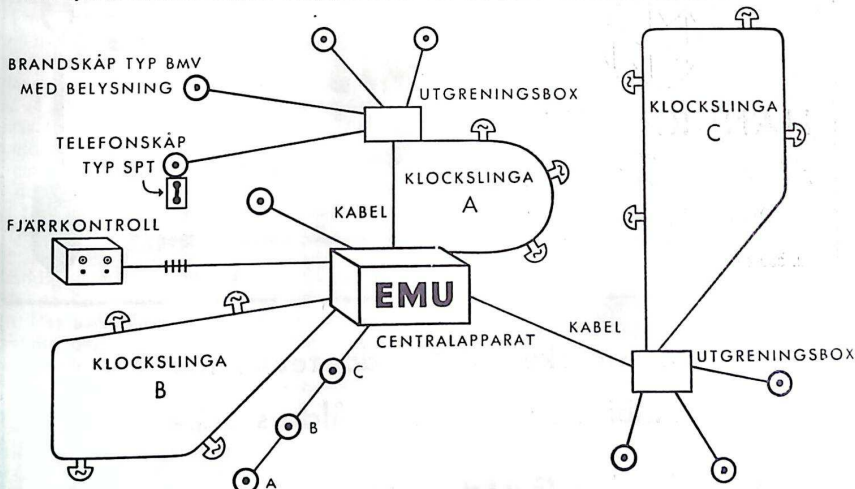 BRANDSKÅP TYP BMV
MED BELYSNING
D
UTGRENINGSBOX
TELEFONSKÅP
TYP SPT
KLOCKSLINGA
A
KABEL
FJÄRRKONTROLL
EMU
CENTRALAPPARAT
KLOCKSLINGA
B
C
B
A
KLOCKSLINGA
C
KABEL
UTGRENINGSBOX
D